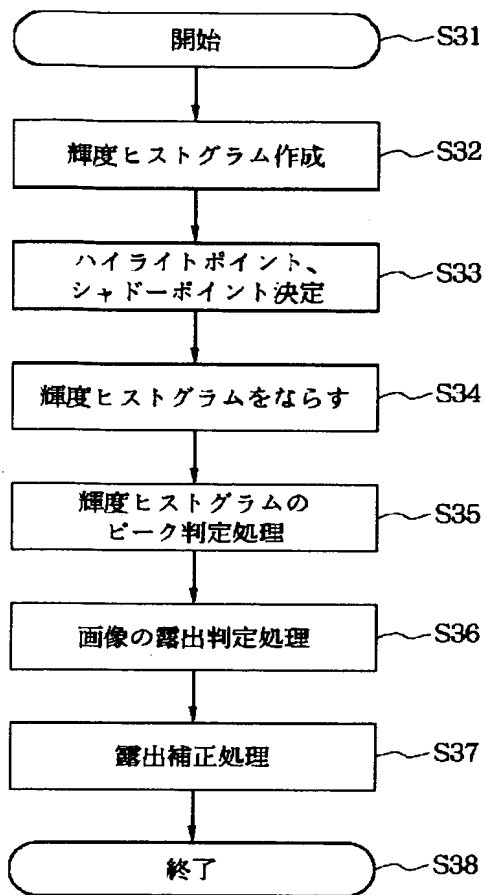 開始
S31
輝度ヒストグラム作成
S32
ハイライトポイント、
シャドーポイント決定
S33
輝度ヒストグラムをならす
S34
輝度ヒストグラムの
ピーク判定処理
S35
画像の露出判定処理
S36
露出補正処理
S37
終了
S38